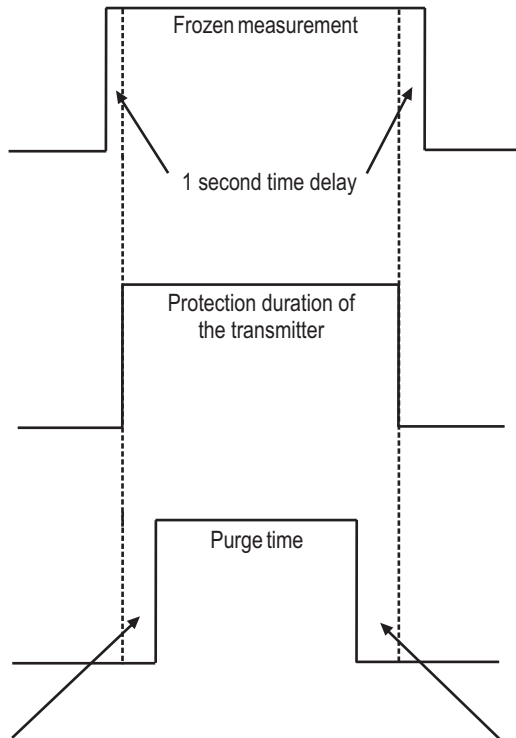 Frozen measurement
1 second time delay
Protection duration of
the transmitter
Purge time